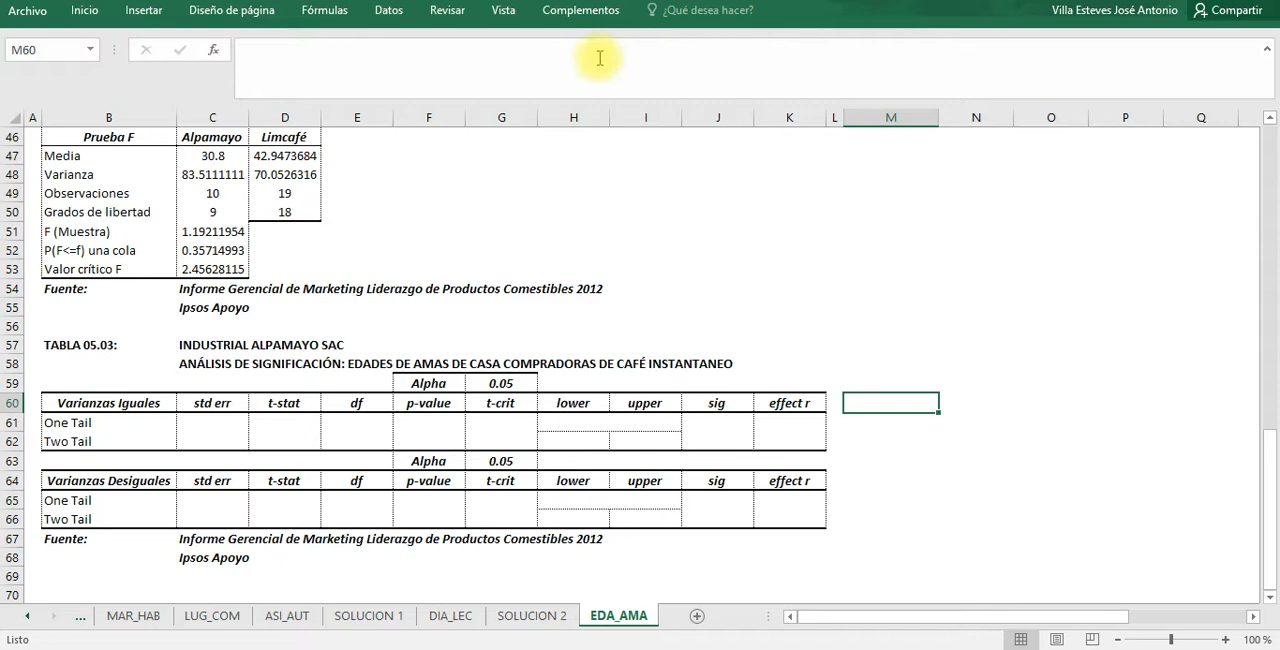 Archivo Inicio Insertar Diseño de página Fórmulas Datos Revisar Vista Complementos ¿Qué desea hacer? Villa Esteves José Antonio Compartir
M60 fx
A B C D E F G H I J K L M N O P Q
46 Prueba F Alpamayo Limcafé
47 Media 30.8 42.9473684
48 Varianza 83.5111111 70.0526316
49 Observaciones 10 19
50 Grados de libertad 9 18
51 F (Muestra) 1.19211954
52 P(F<=f) una cola 0.35714993
53 Valor crítico F 2.45628115
54 Fuente: Informe Gerencial de Marketing Liderazgo de Productos Comestibles 2012
55 Ipsos Apoyo
56
57 TABLA 05.03: INDUSTRIAL ALPAMAYO SAC
58 ANÁLISIS DE SIGNIFICACIÓN: EDADES DE AMAS DE CASA COMPRADORAS DE CAFÉ INSTANTANEO
59 Alpha 0.05
60 Varianzas Iguales std err t-stat df p-value t-crit lower upper sig effect r
61 One Tail
62 Two Tail
63 Alpha 0.05
64 Varianzas Desiguales std err t-stat df p-value t-crit lower upper sig effect r
65 One Tail
66 Two Tail
67 Fuente: Informe Gerencial de Marketing Liderazgo de Productos Comestibles 2012
68 Ipsos Apoyo
69
70
... MAR_HAB LUG_COM ASI_AUT SOLUCION 1 DIA_LEC SOLUCION 2 EDA_AMA
Listo 100 %